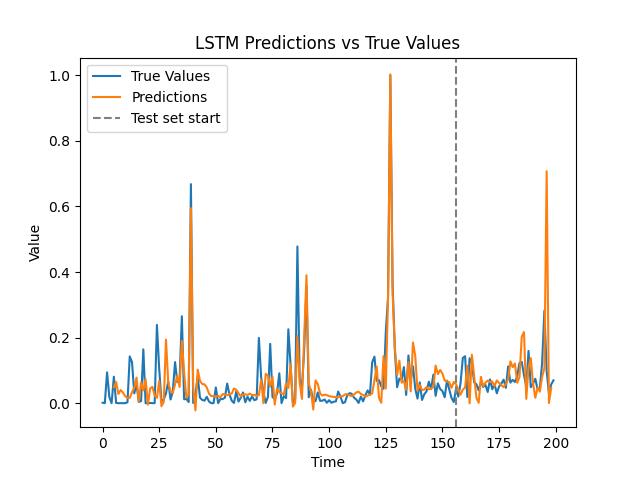 LSTM Predictions vs True Values
True Values
Predictions
Test set start
1.0
0.8
0.6
0.4
0.2
0.0
Value
0 25 50 75 100 125 150 175 200
Time